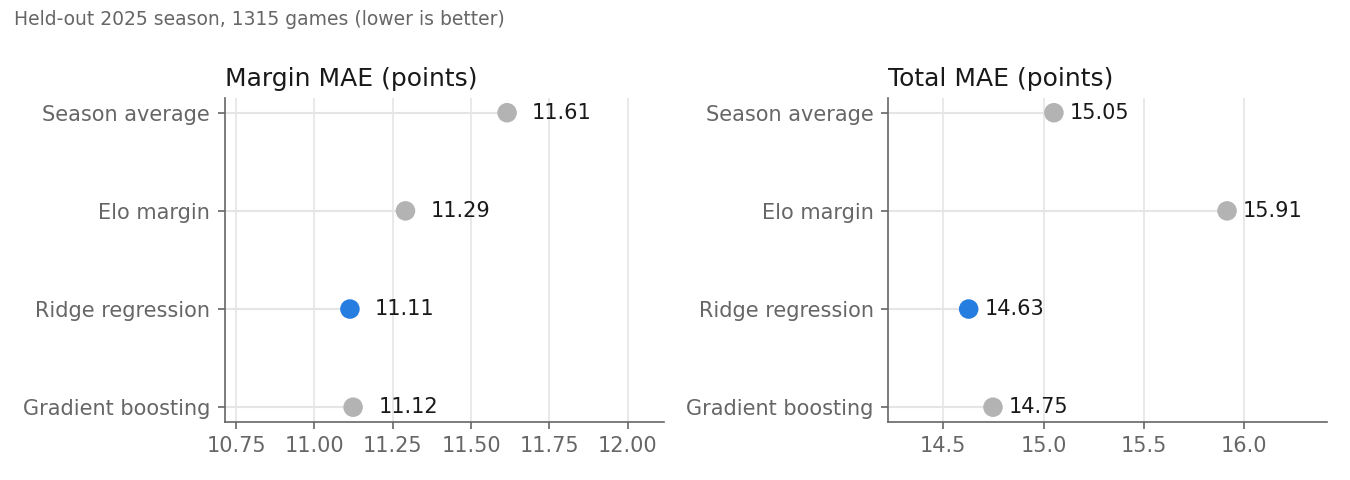 Held-out 2025 season, 1315 games (lower is better)
Margin MAE (points)
Season average 11.61
Elo margin 11.29
Ridge regression 11.11
Gradient boosting 11.12
10.75 11.00 11.25 11.50 11.75 12.00
Total MAE (points)
Season average 15.05
Elo margin 15.91
Ridge regression 14.63
Gradient boosting 14.75
14.5 15.0 15.5 16.0